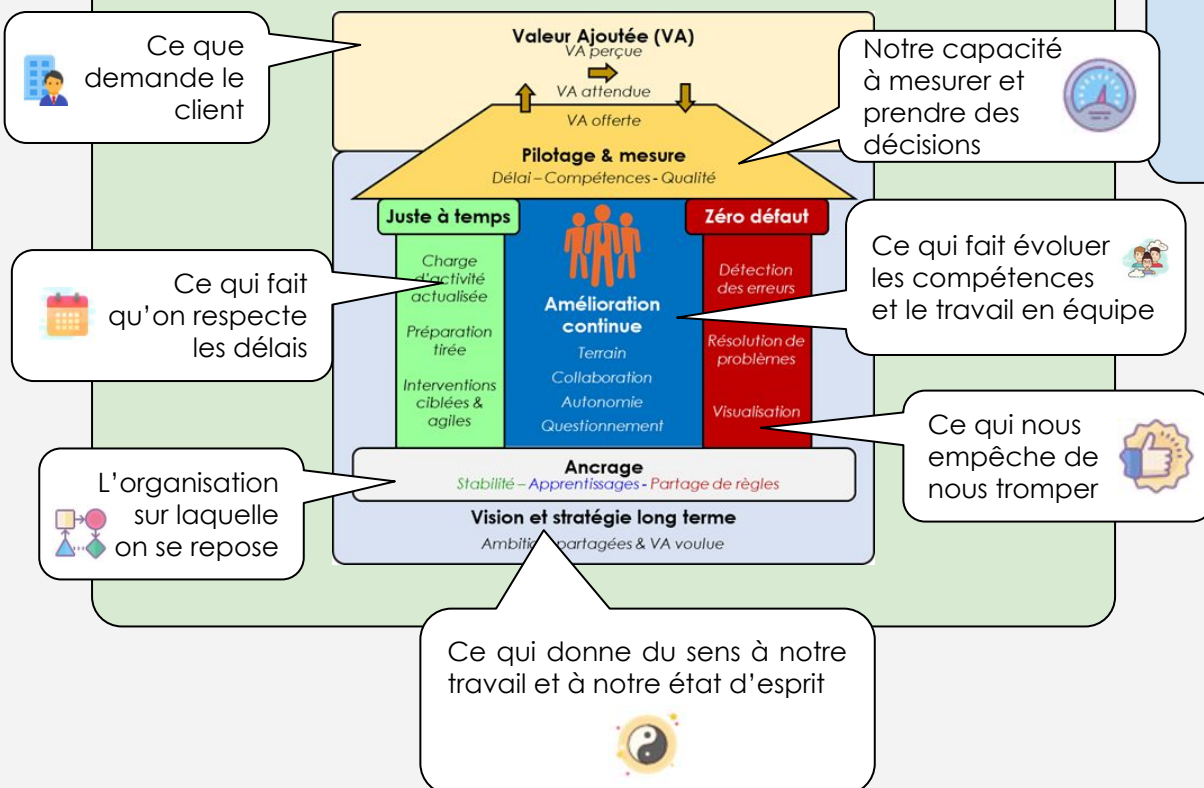 Ce que
demande le
client
Valeur Ajoutée (VA)
VA perçue
VA attendue
VA offerte
Notre capacité
à mesurer et
prendre des
décisions
Pilotage & mesure
Délai – Compétences - Qualité
Juste à temps
Charge
d'activité
actualisée
Préparation
tirée
Interventions
ciblées &
agiles
Ce qui fait
qu'on respecte
les délais
Amélioration
continue
Terrain
Collaboration
Autonomie
Questionnement
Zéro défaut
Détection
des erreurs
Résolution de
problèmes
Visualisation
Ce qui fait évoluer
les compétences
et le travail en équipe
Ce qui nous
empêche de
nous tromper
L'organisation
sur laquelle
on se repose
Ancrage
Stabilité – Apprentissages - Partage de règles
Vision et stratégie long terme
partagées & VA voulue
Ce qui donne du sens à notre
travail et à notre état d'esprit